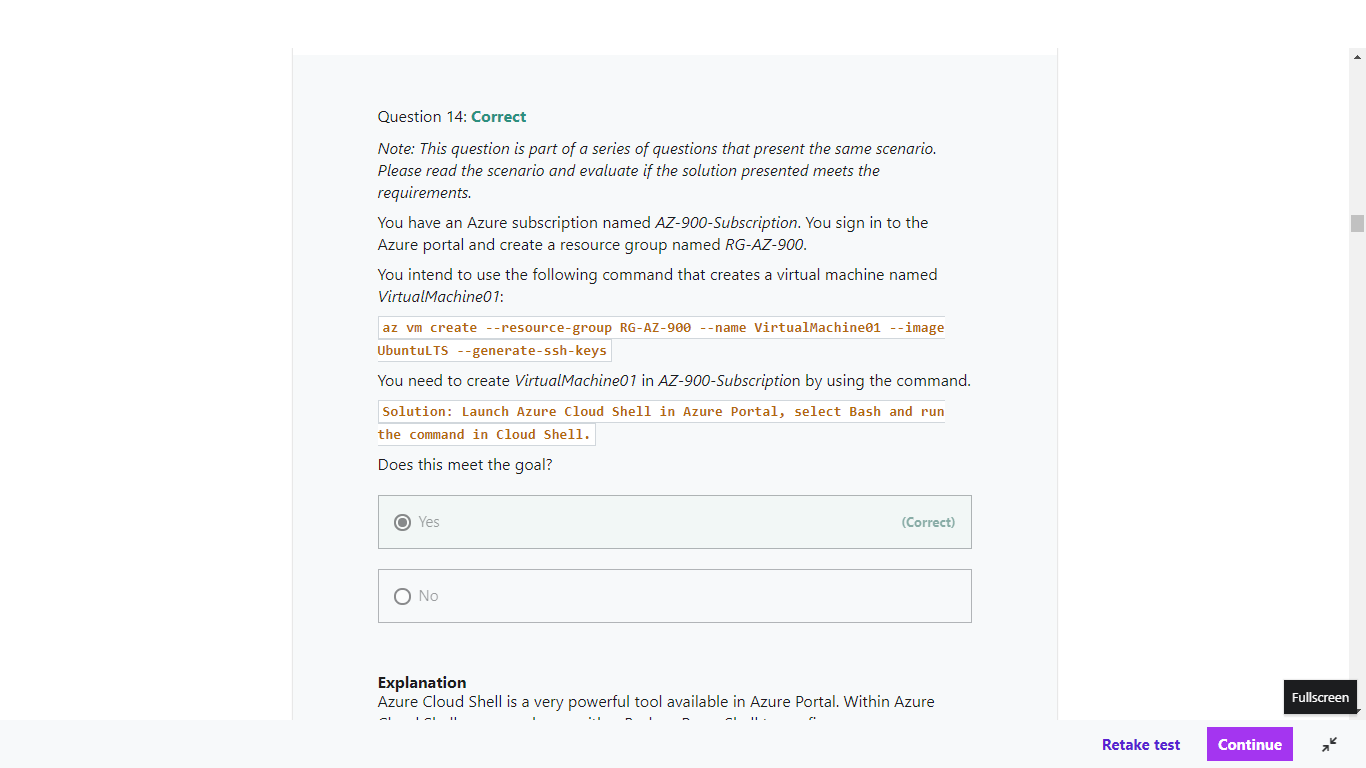 Question 14: Correct
Note: This question is part of a series of questions that present the same scenario.
Please read the scenario and evaluate if the solution presented meets the
requirements.
You have an Azure subscription named AZ-900-Subscription. You sign in to the
Azure portal and create a resource group named RG-AZ-900.
You intend to use the following command that creates a virtual machine named
VirtualMachine01:
az vm create --resource-group RG-AZ-900 --name VirtualMachine01 --image
UbuntuLTS --generate-ssh-keys
You need to create VirtualMachine01 in AZ-900-Subscription by using the command.
Solution: Launch Azure Cloud Shell in Azure Portal, select Bash and run
the command in Cloud Shell.
Does this meet the goal?
Yes (Correct)
No
Explanation
Azure Cloud Shell is a very powerful tool available in Azure Portal. Within Azure
Fullscreen
Retake test Continue